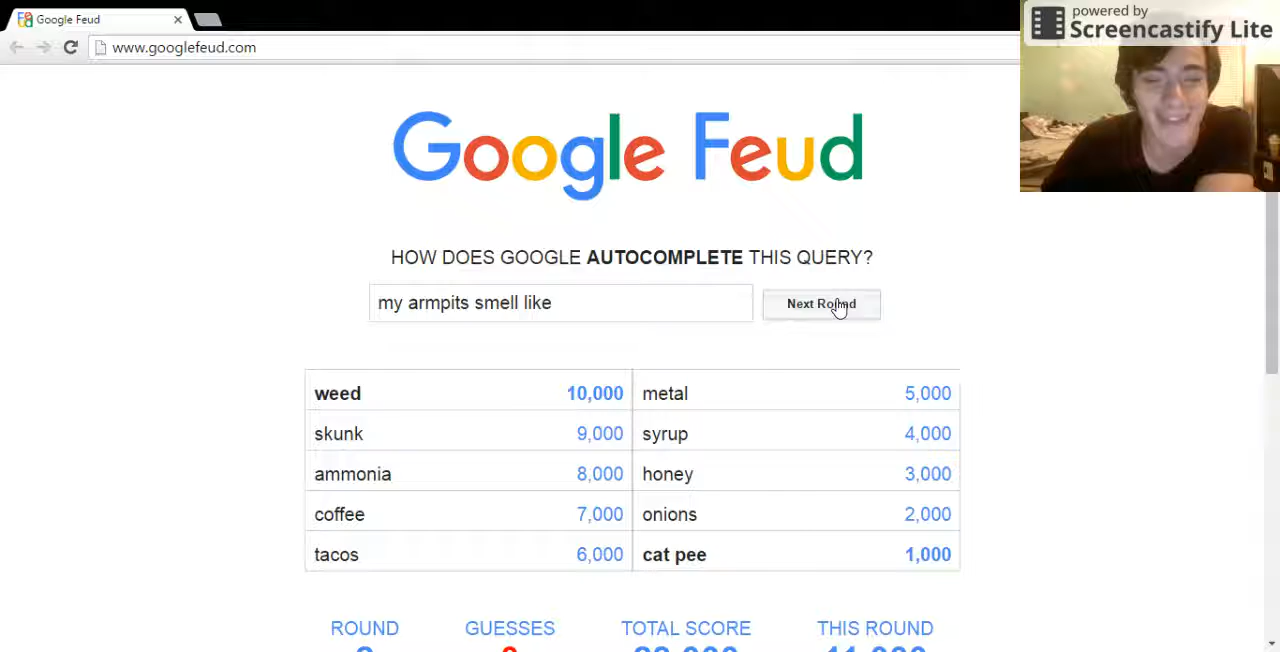 Google Feud
www.googlefeud.com
powered by
Screencastify Lite
Google Feud
HOW DOES GOOGLE AUTOCOMPLETE THIS QUERY?
my armpits smell like
Next Round
weed 10,000 metal 5,000
skunk 9,000 syrup 4,000
ammonia 8,000 honey 3,000
coffee 7,000 onions 2,000
tacos 6,000 cat pee 1,000
ROUND GUESSES TOTAL SCORE THIS ROUND